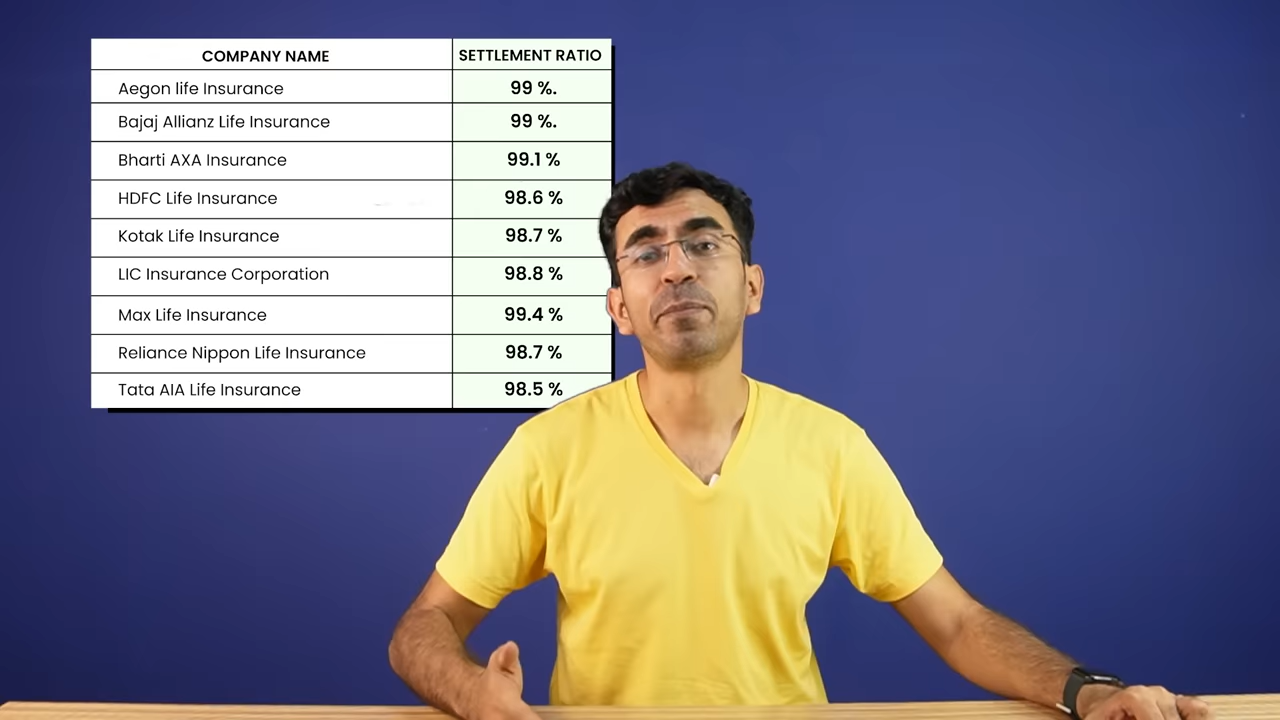 COMPANY NAME SETTLEMENT RATIO
Aegon life Insurance 99 %.
Bajaj Allianz Life Insurance 99 %.
Bharti AXA Insurance 99.1 %
HDFC Life Insurance 98.6 %
Kotak Life Insurance 98.7 %
LIC Insurance Corporation 98.8 %
Max Life Insurance 99.4 %
Reliance Nippon Life Insurance 98.7 %
Tata AIA Life Insurance 98.5 %